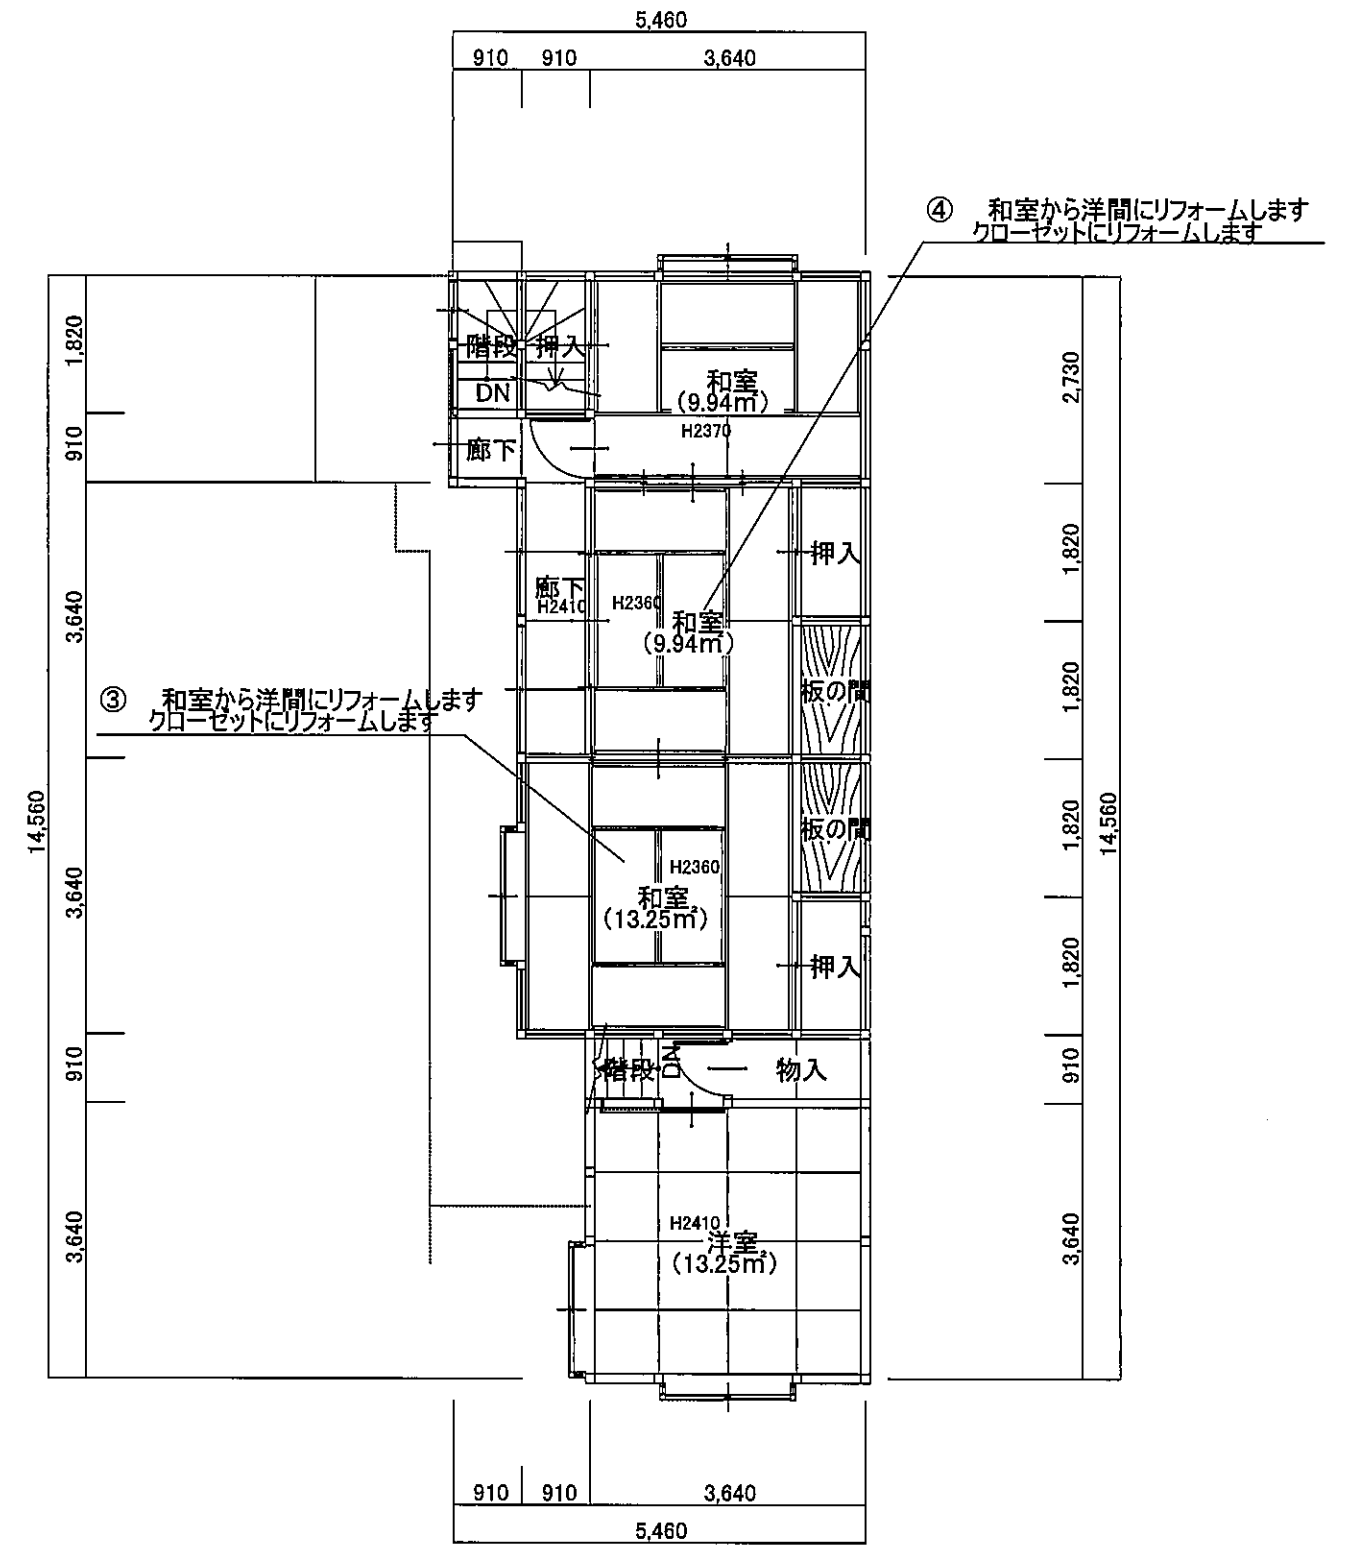 5,460
910 910 3,640
④ 和室から洋間にリフォームします
クローゼットにリフォームします
1,820
階段 押入
DN
和室
(9.94㎡)
2,730
910
廊下
H2370
押入
1,820
3,640
廊下
H2410
H2360
和室
(9.94㎡)
板の間
1,820
③ 和室から洋間にリフォームします
クローゼットにリフォームします
14,560
板の間
1,820
14,560
3,640
H2360
和室
(13.25㎡)
押入
1,820
910
階段
DN
物入
910
3,640
H2410
洋室
(13.25㎡)
3,640
910 910 3,640
5,460